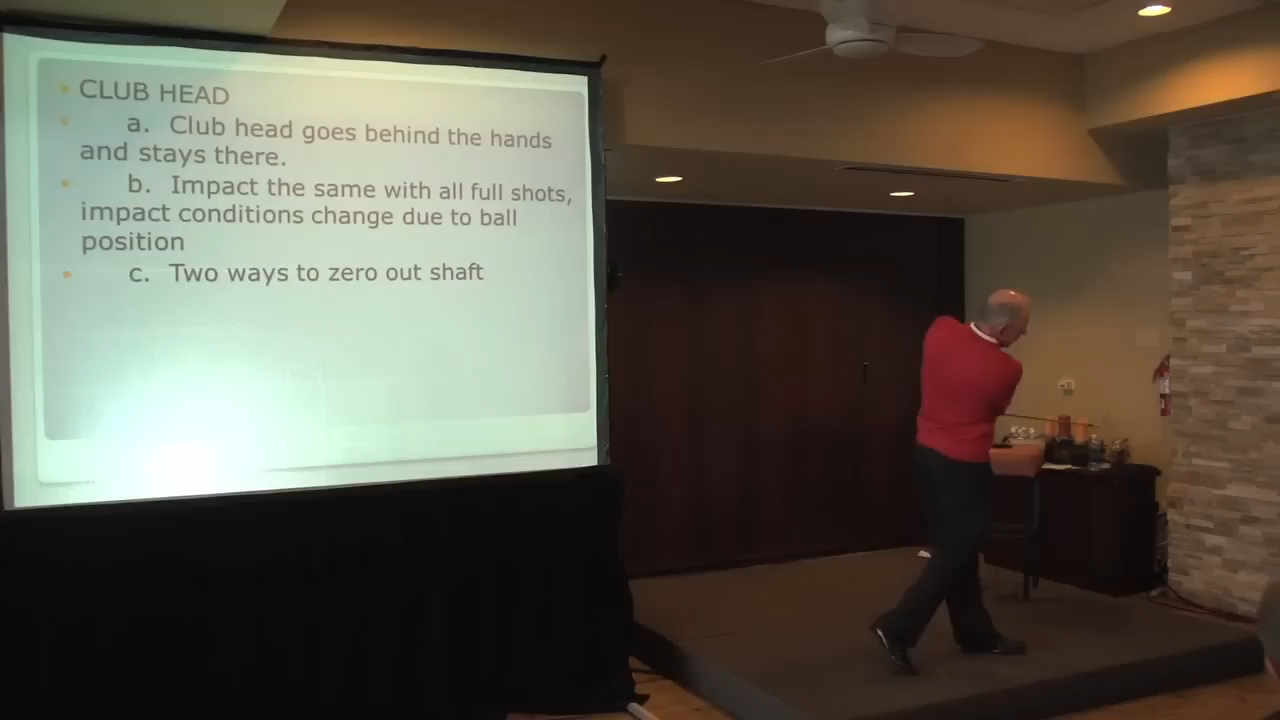 CLUB HEAD
a. Club head goes behind the hands
and stays there.
b. Impact the same with all full shots,
impact conditions change due to ball
position
c. Two ways to zero out shaft